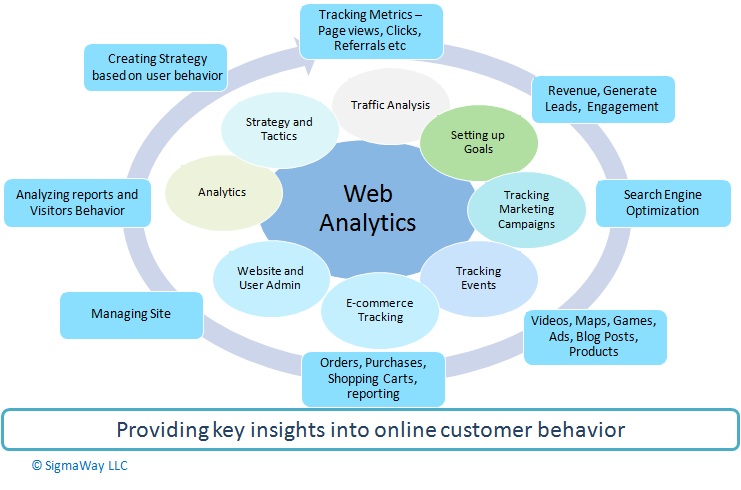 Tracking Metrics –
Page views, Clicks,
Referrals etc
Creating Strategy
based on user behavior
Revenue, Generate
Leads, Engagement
Traffic Analysis
Strategy and
Tactics
Setting up
Goals
Analyzing reports and
Visitors Behavior
Analytics
Web
Analytics
Tracking
Marketing
Campaigns
Search Engine
Optimization
Website and
User Admin
Tracking
Events
E-commerce
Tracking
Managing Site
Videos, Maps, Games,
Ads, Blog Posts,
Products
Orders, Purchases,
Shopping Carts,
reporting
Providing key insights into online customer behavior
© SigmaWay LLC